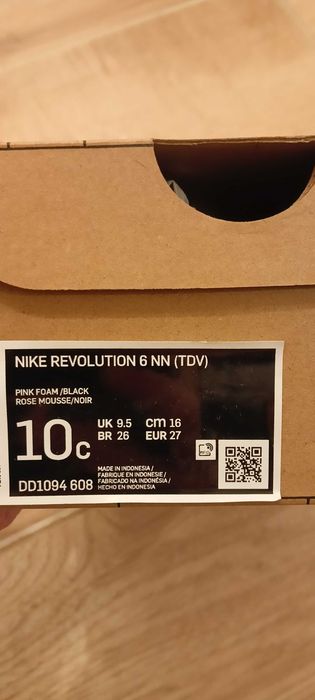 NIKE REVOLUTION 6 NN (TDV)
PINK FOAM /BLACK
ROSE MOUSSE/NOIR
10c
UK 9.5 cm 16
BR 26 EUR 27
DD1094 608
MADE IN INDONESIA /
FABRIQUÉ EN INDONESIE /
FABRICADO NA INDONÉSIA /
HECHO EN INDONESIA